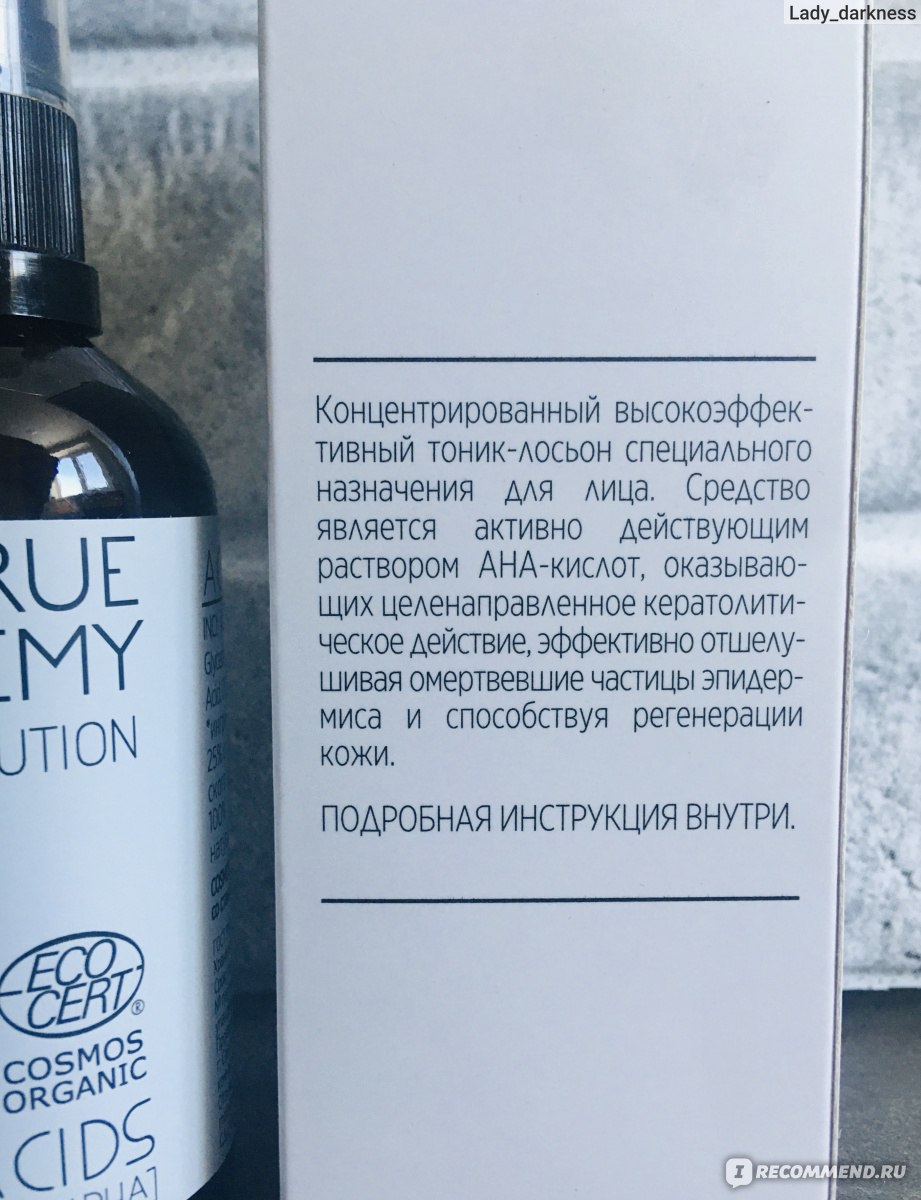 Lady_darkness
Концентрированный высокоэффек-
тивный тоник-лосьон специального
назначения для лица. Средство
является активно действующим
раствором АНА-кислот, оказываю-
щих целенаправленное кератолити-
ческое действие, эффективно отшелу-
шивая омертвевшие частицы эпидер-
миса и способствуя регенерации
кожи.
ПОДРОБНАЯ ИНСТРУКЦИЯ ВНУТРИ.
RUE
EMY
UTION
ECO
CERT®
COSMOS
ORGANIC
CIDS
I RECOMMEND.RU